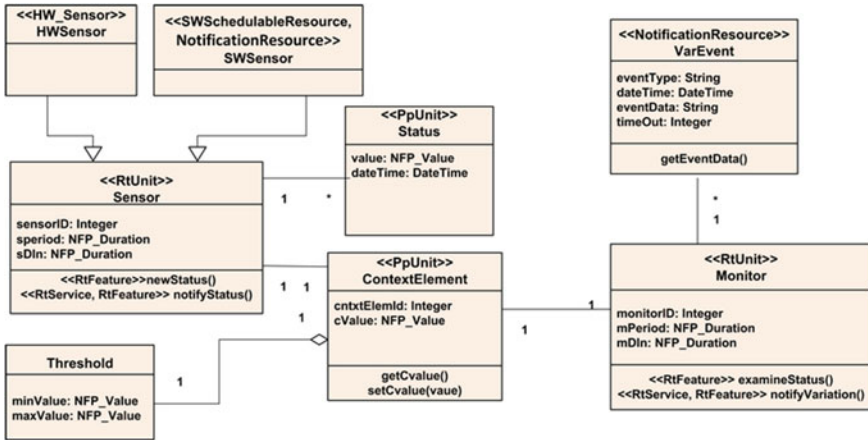 <<HW_Sensor>>
HWSensor
<<SWSchedulableResource,
NotificationResource>>
SWSensor
<<NotificationResource>>
VarEvent
eventType: String
dateTime: DateTime
eventData: String
timeOut: Integer
getEventData()
<<PpUnit>>
Status
value: NFP_Value
dateTime: DateTime
<<RtUnit>>
Sensor
sensorID: Integer
speriod: NFP_Duration
sDln: NFP_Duration
<<RtFeature>>newStatus()
<<RtService, RtFeature>> notifyStatus()
1
*
*
1
<<PpUnit>>
ContextElement
cntxtElemId: Integer
cValue: NFP_Value
getCvalue()
setCvalue(vaue)
1
1
1
1
1
<<RtUnit>>
Monitor
monitorID: Integer
mPeriod: NFP_Duration
mDln: NFP_Duration
<<RtFeature>> examineStatus()
<<RtService, RtFeature>> notifyVariation()
Threshold
minValue: NFP_Value
maxValue: NFP_Value
1